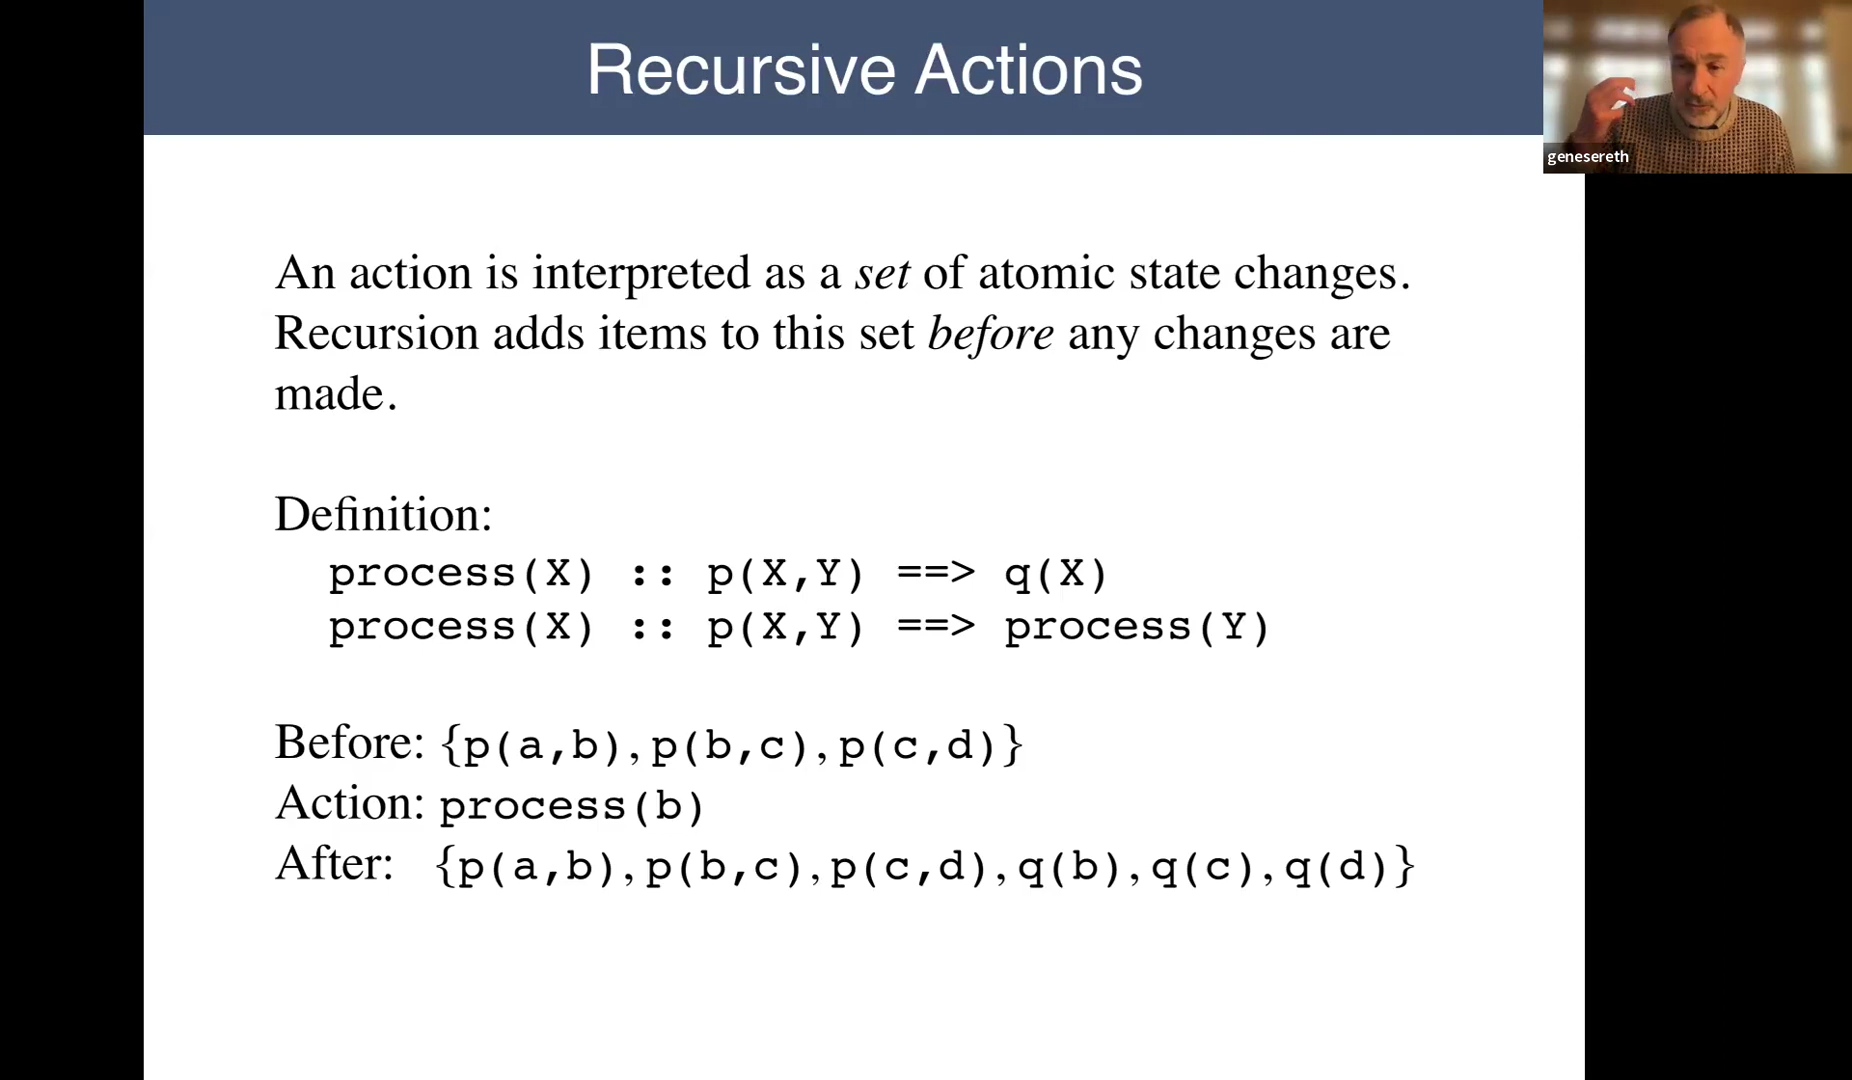 Recursive Actions
genesereth
An action is interpreted as a set of atomic state changes.
Recursion adds items to this set before any changes are
made.
Definition:
process(X) :: p(X,Y) ==> q(X)
process(X) :: p(X,Y) ==> process(Y)
Before: {p(a,b),p(b,c),p(c,d)}
Action: process(b)
After: {p(a,b),p(b,c),p(c,d),q(b),q(c),q(d)}